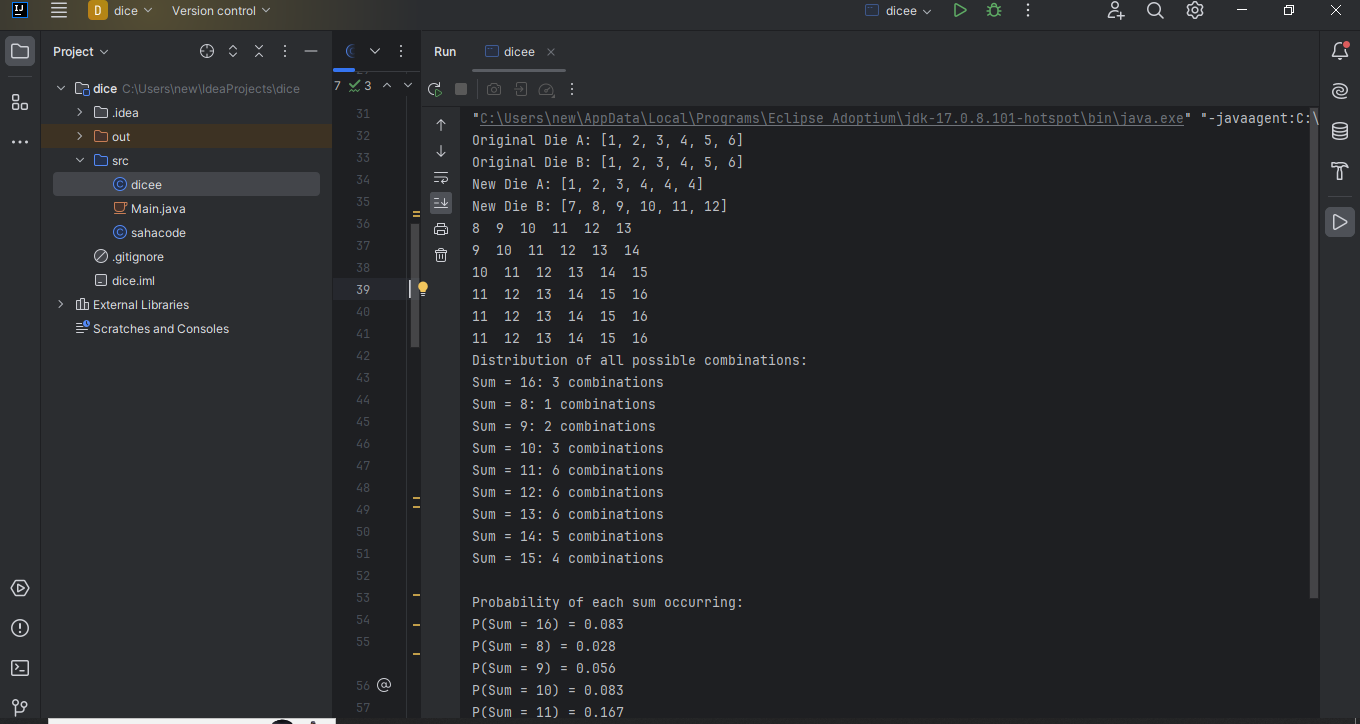 IJ
D dice
Version control
dicee
Project
dice C:\Users\new\IdeaProjects\dice
.idea
out
src
dicee
Main.java
sahacode
.gitignore
dice.iml
External Libraries
Scratches and Consoles
7 3
31
32
33
34
35
36
37
38
39
40
41
42
43
44
45
46
47
48
49
50
51
52
53
54
55
56 @
57
Run dicee
"C:\Users\new\AppData\Local\Programs\Eclipse Adoptium\jdk-17.0.8.101-hotspot\bin\java.exe" "-javaagent:C:\
Original Die A: [1, 2, 3, 4, 5, 6]
Original Die B: [1, 2, 3, 4, 5, 6]
New Die A: [1, 2, 3, 4, 4, 4]
New Die B: [7, 8, 9, 10, 11, 12]
8 9 10 11 12 13
9 10 11 12 13 14
10 11 12 13 14 15
11 12 13 14 15 16
11 12 13 14 15 16
11 12 13 14 15 16
Distribution of all possible combinations:
Sum = 16: 3 combinations
Sum = 8: 1 combinations
Sum = 9: 2 combinations
Sum = 10: 3 combinations
Sum = 11: 6 combinations
Sum = 12: 6 combinations
Sum = 13: 6 combinations
Sum = 14: 5 combinations
Sum = 15: 4 combinations
Probability of each sum occurring:
P(Sum = 16) = 0.083
P(Sum = 8) = 0.028
P(Sum = 9) = 0.056
P(Sum = 10) = 0.083
P(Sum = 11) = 0.167